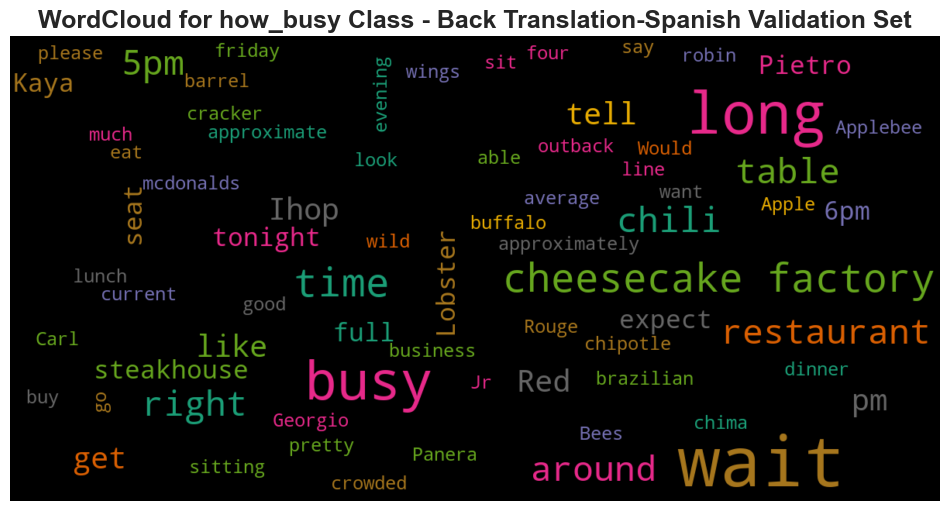 WordCloud for how_busy Class - Back Translation-Spanish Validation Set
please
5pm
friday
Kaya
barrel
evening
wings
sit
four
say
robin
Pietro
cracker
approximate
much
eat
look
able
tell
outback
Would
line
long
Applebee
table
mcdonalds
seat
Ihop
tonight
wild
average
want
Apple
6pm
buffalo
chili
approximately
Lobster
lunch
current
time
good
cheesecake factory
Carl
like
full
business
Rouge
expect
chipotle
restaurant
steakhouse
busy
Jr
Red
brazilian
dinner
buy
go
right
Georgio
pm
chima
Bees
get
sitting
pretty
Panera
crowded
around
wait